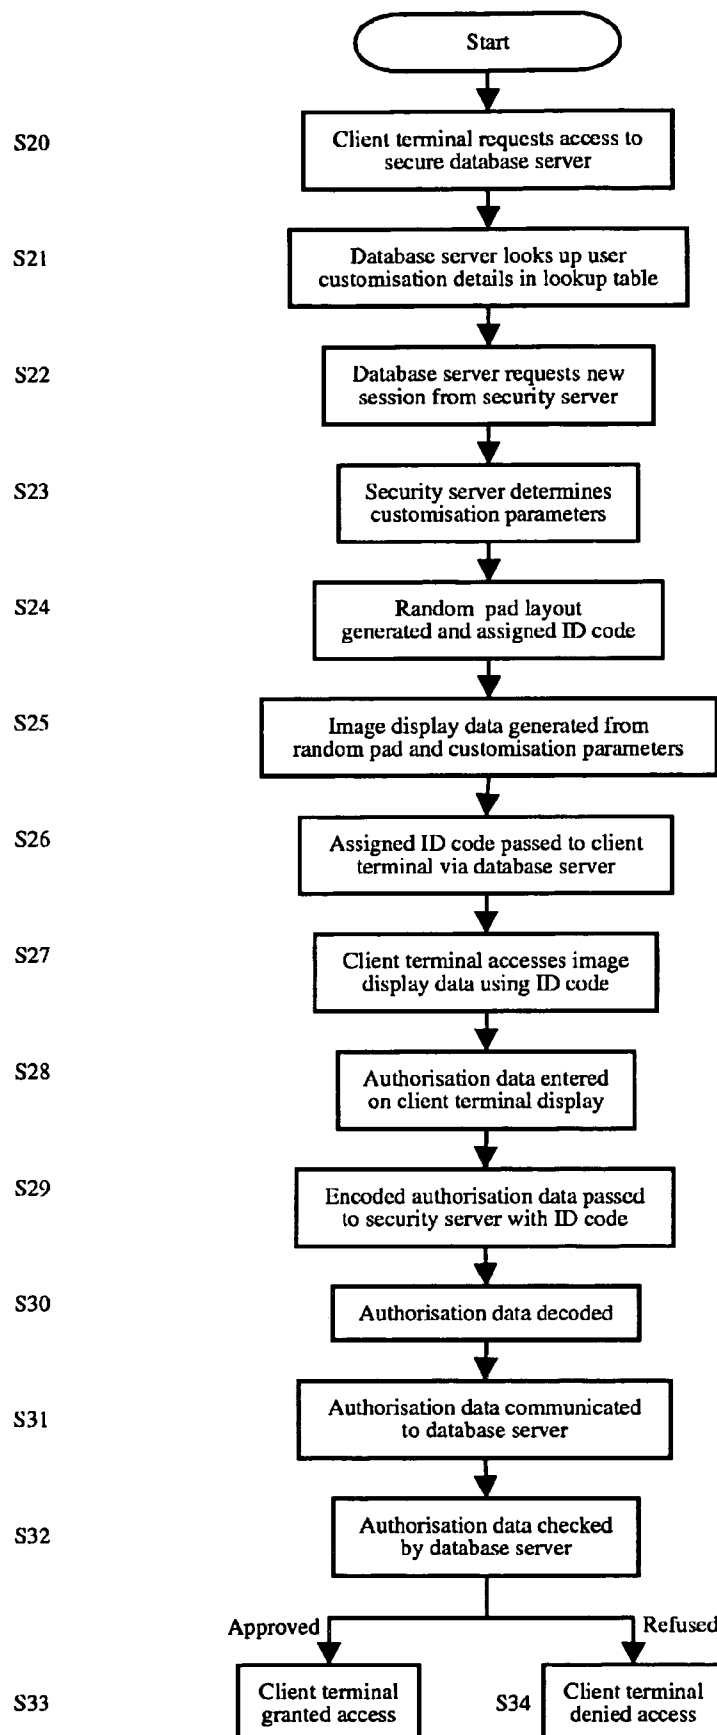 Start
S20
Client terminal requests access to
secure database server
S21
Database server looks up user
customisation details in lookup table
S22
Database server requests new
session from security server
S23
Security server determines
customisation parameters
S24
Random pad layout
generated and assigned ID code
S25
Image display data generated from
random pad and customisation parameters
S26
Assigned ID code passed to client
terminal via database server
S27
Client terminal accesses image
display data using ID code
S28
Authorisation data entered
on client terminal display
S29
Encoded authorisation data passed
to security server with ID code
S30
Authorisation data decoded
S31
Authorisation data communicated
to database server
S32
Authorisation data checked
by database server
Approved
Refused
S33
Client terminal
granted access
S34
Client terminal
denied access